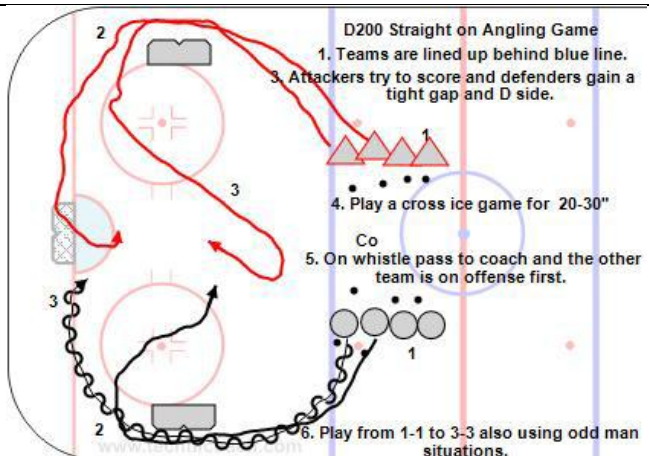 D200 Straight on Angling Game
1. Teams are lined up behind blue line.
3. Attackers try to score and defenders gain a
tight gap and D side.
2
1
3
4. Play a cross ice game for 20-30"
Co
5. On whistle pass to coach and the other
team is on offense first.
3
1
2
6. Play from 1-1 to 3-3 also using odd man
situations.